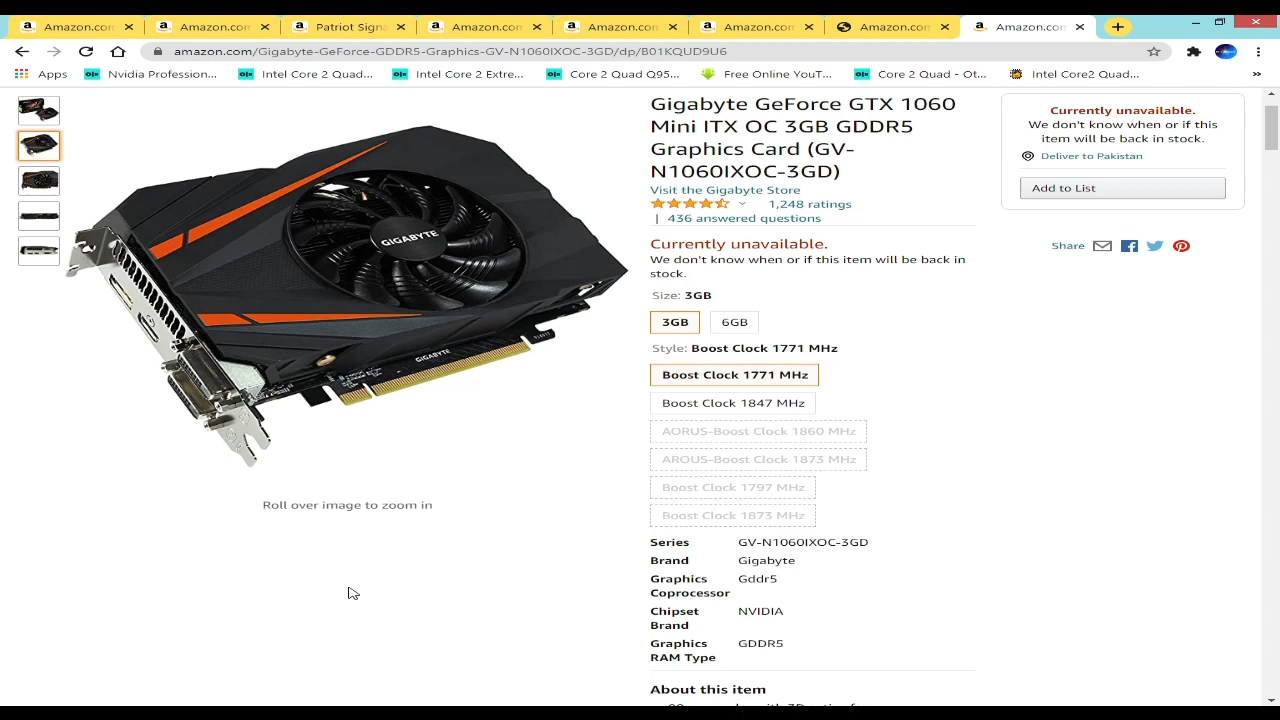 Amazon.com
Amazon.com
Patriot Signa
Amazon.com
Amazon.com
Amazon.com
Amazon.com
Amazon.com
amazon.com/Gigabyte-GeForce-GDDR5-Graphics-GV-N1060IXOC-3GD/dp/B01KQUD9U6
Apps
Nvidia Profession...
Intel Core 2 Quad...
Intel Core 2 Extre...
Core 2 Quad Q95...
Free Online YouT...
Core 2 Quad - Ot...
Intel Core2 Quad...
»
GIGABYTE
GIGABYTE
Roll over image to zoom in
Gigabyte GeForce GTX 1060
Mini ITX OC 3GB GDDR5
Graphics Card (GV-
N1060IXOC-3GD)
Visit the Gigabyte Store
1,248 ratings
| 436 answered questions
Currently unavailable.
We don't know when or if this item will be back in
stock.
Size: 3GB
3GB
6GB
Style: Boost Clock 1771 MHz
Boost Clock 1771 MHz
Boost Clock 1847 MHz
AORUS-Boost Clock 1860 MHz
AROUS-Boost Clock 1873 MHz
Boost Clock 1797 MHz
Boost Clock 1873 MHz
Series GV-N1060IXOC-3GD
Brand Gigabyte
Graphics Gddr5
Coprocessor
Chipset NVIDIA
Brand
Graphics GDDR5
RAM Type
About this item
Currently unavailable.
We don't know when or if this
item will be back in stock.
Deliver to Pakistan
Add to List
Share